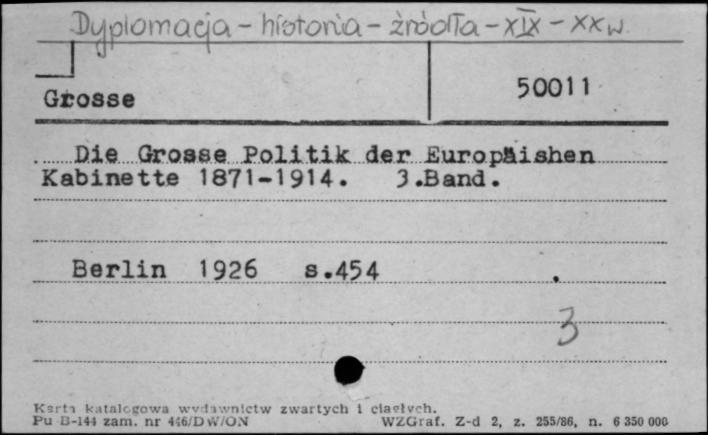 Dyplomacja - historia - źródła - XIX - XX w.
Grosse
50011
Die Grosse Politik der Europäishen
Kabinette 1871-1914. 3.Band.
Berlin 1926 s.454
3
Karta katalogowa wydawnictw zwartych i ciągłych.
Pu B-144 zam. nr 446/DW/ON WZGraf. Z-d 2, z. 255/86, n. 6 350 000